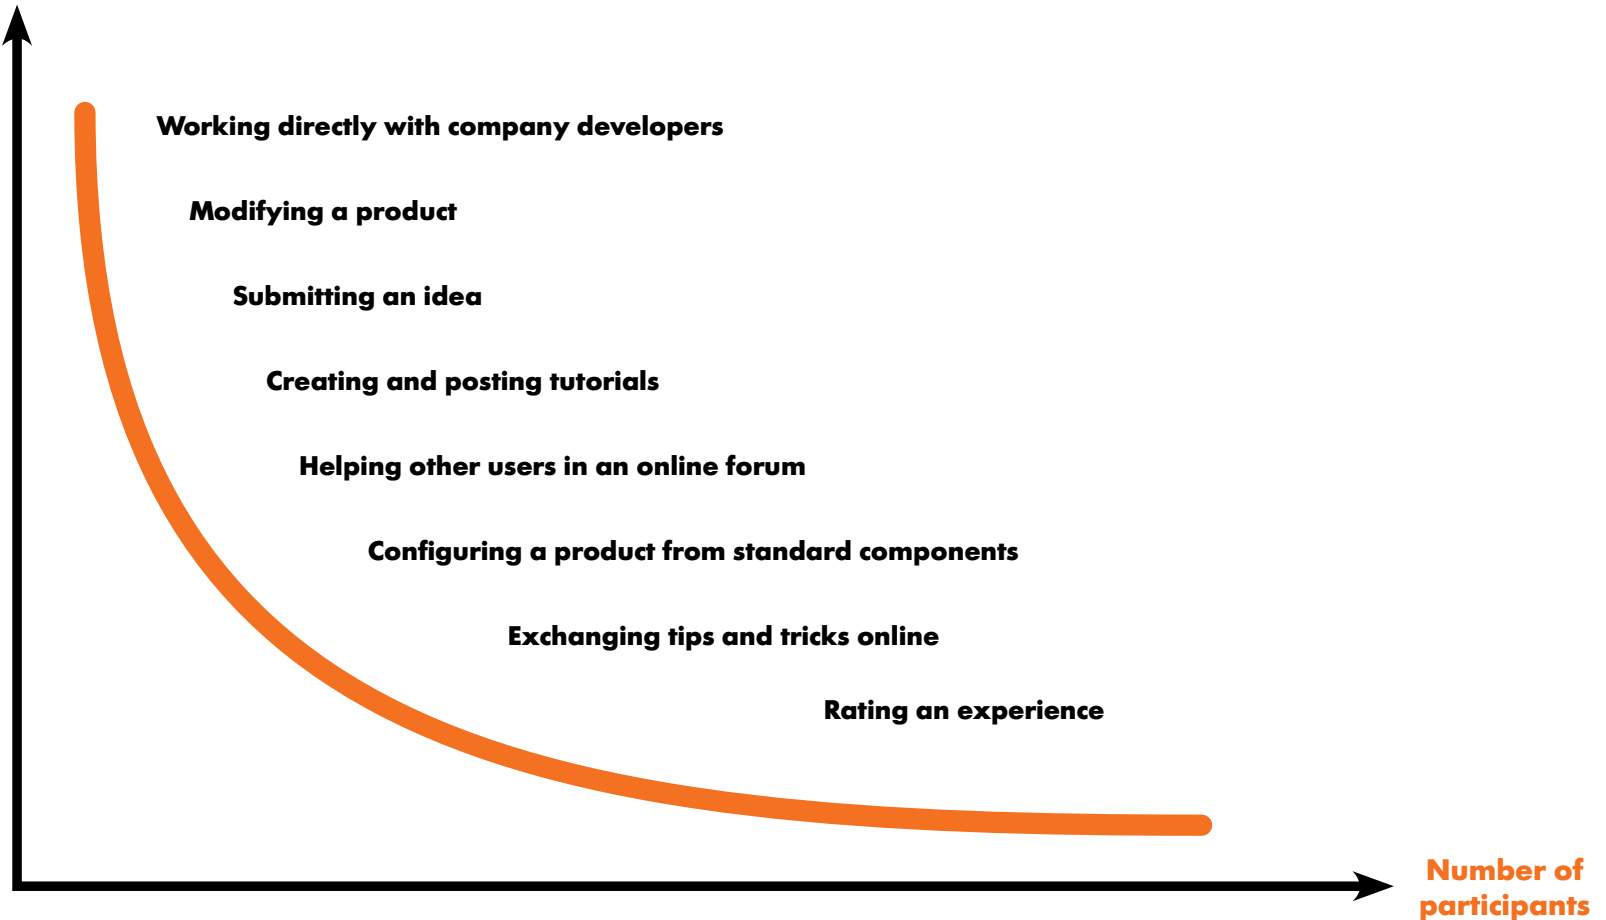 Working directly with company developers
Modifying a product
Submitting an idea
Creating and posting tutorials
Helping other users in an online forum
Configuring a product from standard components
Exchanging tips and tricks online
Rating an experience
Number of
participants